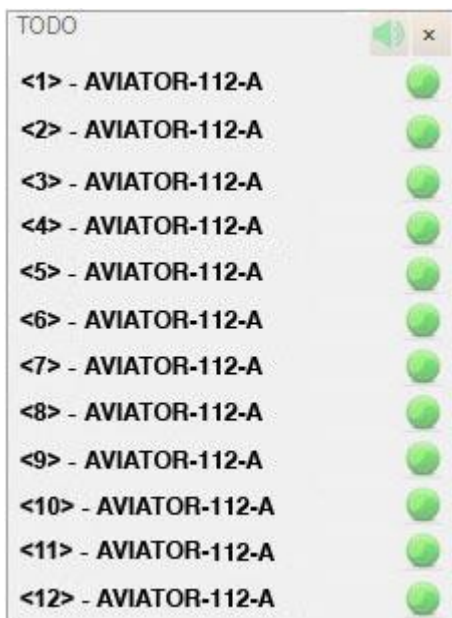 TODO
×
<1> - AVIATOR-112-A
<2> - AVIATOR-112-A
<3> - AVIATOR-112-A
<4> - AVIATOR-112-A
<5> - AVIATOR-112-A
<6> - AVIATOR-112-A
<7> - AVIATOR-112-A
<8> - AVIATOR-112-A
<9> - AVIATOR-112-A
<10> - AVIATOR-112-A
<11> - AVIATOR-112-A
<12> - AVIATOR-112-A